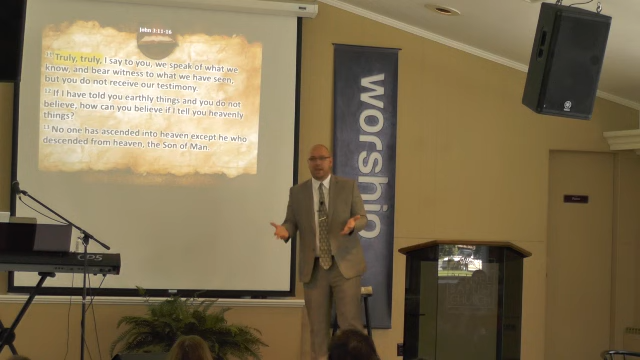 John 3:11-16
11 Truly, truly, I say to you, we speak of what we
know, and bear witness to what we have seen,
but you do not receive our testimony.
12 If I have told you earthly things and you do not
believe, how can you believe if I tell you heavenly
things?
13 No one has ascended into heaven except he who
descended from heaven, the Son of Man.
worship
CP5